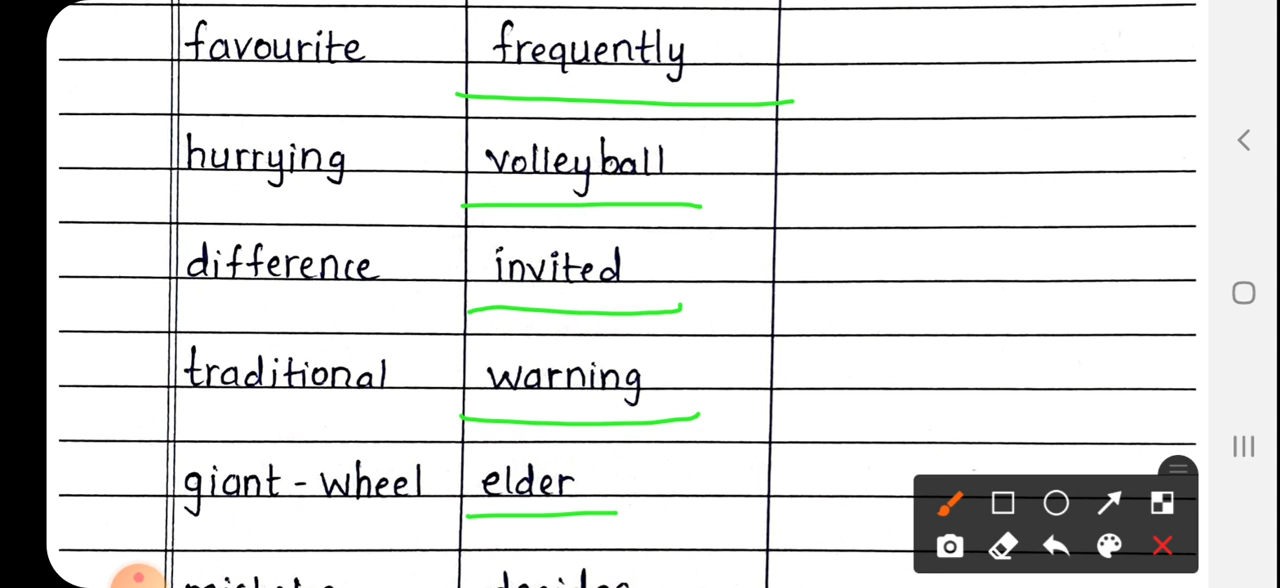 favourite frequently
hurrying volleyball
difference invited
traditional warning
giant - wheel elder